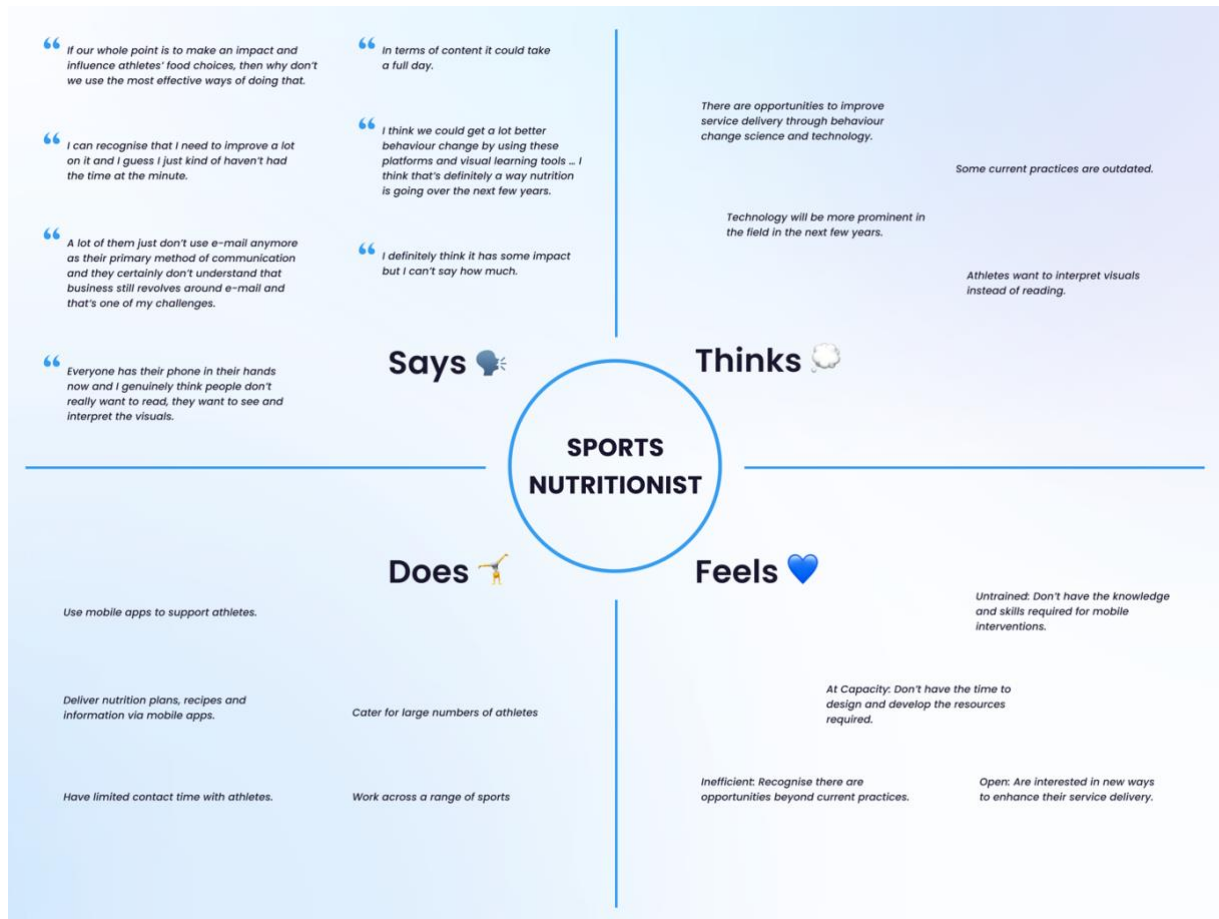 If our whole point is to make an impact and
influence athletes' food choices, then why don't
we use the most effective ways of doing that.
I can recognise that I need to improve a lot
on it and I guess I just kind of haven't had
the time at the minute.
A lot of them just don't use e-mail anymore
as their primary method of communication
and they certainly don't understand that
business still revolves around e-mail and
that's one of my challenges.
Everyone has their phone in their hands
now and I genuinely think people don't
really want to read, they want to see and
interpret the visuals.
In terms of content it could take
a full day.
I think we could get a lot better
behaviour change by using these
platforms and visual learning tools ... I
think that's definitely a way nutrition
is going over the next few years.
I definitely think it has some impact
but I can't say how much.
Says
There are opportunities to improve
service delivery through behaviour
change science and technology.
Some current practices are outdated.
Technology will be more prominent in
the field in the next few years.
Athletes want to interpret visuals
instead of reading.
Thinks
SPORTS
NUTRITIONIST
Does
Use mobile apps to support athletes.
Deliver nutrition plans, recipes and
information via mobile apps.
Cater for large numbers of athletes
Have limited contact time with athletes.
Work across a range of sports
Feels
Untrained: Don't have the knowledge
and skills required for mobile
interventions.
At Capacity: Don't have the time to
design and develop the resources
required.
Inefficient: Recognise there are
opportunities beyond current practices.
Open: Are interested in new ways
to enhance their service delivery.